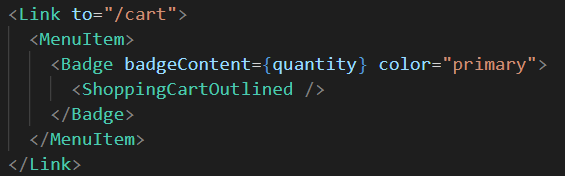 <Link to="/cart">
  <MenuItem>
    <Badge badgeContent={quantity} color="primary">
      <ShoppingCartOutlined />
    </Badge>
  </MenuItem>
</Link>